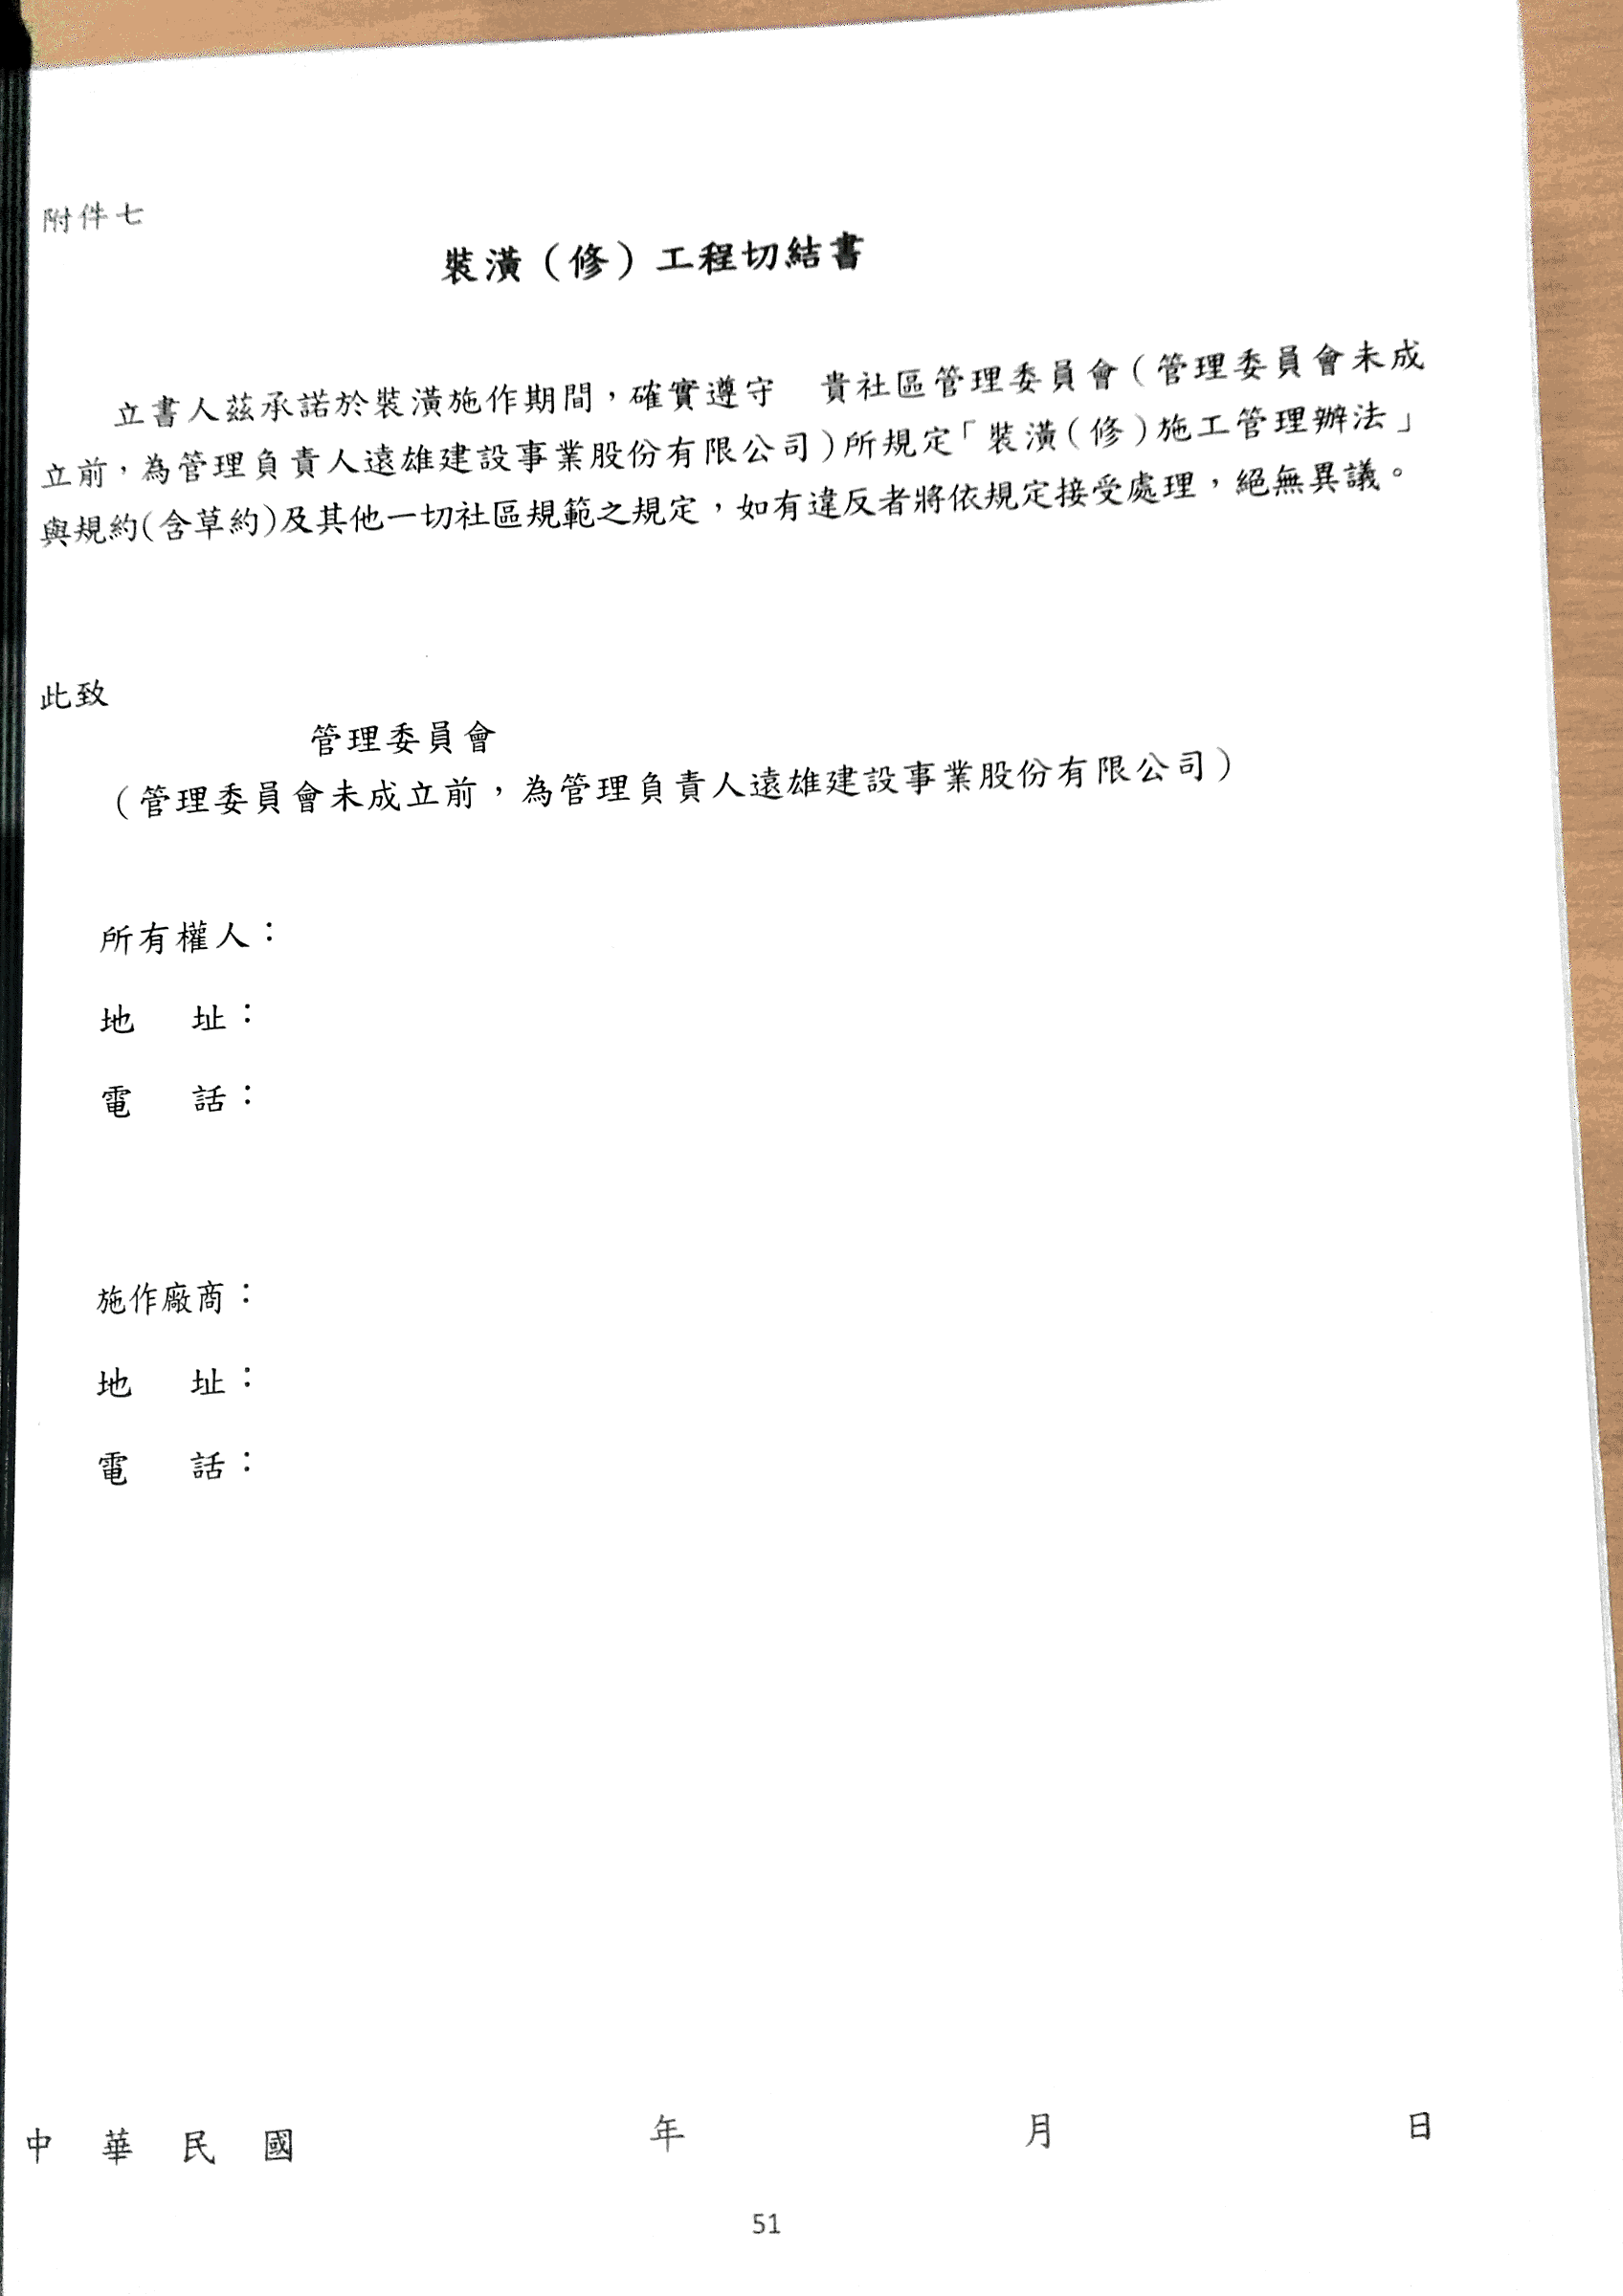 附件七
裝潢（修）工程切結書
立書人茲承諾於裝潢施作期間，確實遵守　貴社區管理委員會（管理委員會未成
立前，為管理負責人遠雄建設事業股份有限公司）所規定「裝潢（修）施工管理辦法」
與規約(含草約)及其他一切社區規範之規定，如有違反者將依規定接受處理，絕無異議。
此致
管理委員會
（管理委員會未成立前，為管理負責人遠雄建設事業股份有限公司）
所有權人：
地　址：
電　話：
施作廠商：
地　址：
電　話：
中 華 民 國　年　月　日
51